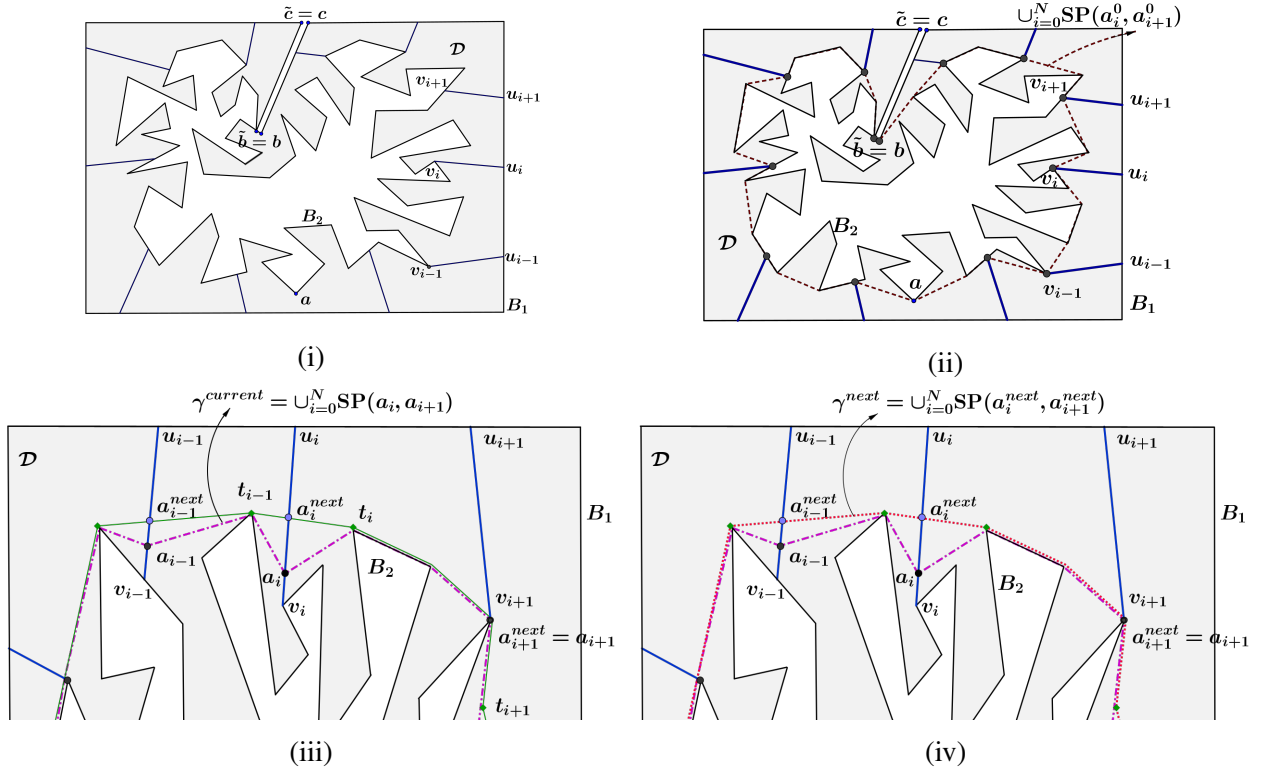 c̃ = c
𝒟
v_{i+1}
u_{i+1}
b̃ = b
v_i
u_i
B_2
v_{i-1}
u_{i-1}
a
B_1
(i)
c̃ = c
∪_{i=0}^N SP(a_i^0, a_{i+1}^0)
v_{i+1}
u_{i+1}
b̃ = b
v_i
u_i
𝒟
B_2
u_{i-1}
a
v_{i-1}
B_1
(ii)
γ^{current} = ∪_{i=0}^N SP(a_i, a_{i+1})
u_{i-1}
u_i
u_{i+1}
𝒟
a_{i-1}^{next}
t_{i-1}
a_i^{next}
t_i
B_1
a_{i-1}
v_{i-1}
a_i
B_2
v_i
v_{i+1}
a_{i+1}^{next} = a_{i+1}
t_{i+1}
(iii)
γ^{next} = ∪_{i=0}^N SP(a_i^{next}, a_{i+1}^{next})
u_{i-1}
u_i
u_{i+1}
𝒟
a_{i-1}^{next}
a_i^{next}
B_1
a_{i-1}
v_{i-1}
a_i
B_2
v_i
v_{i+1}
a_{i+1}^{next} = a_{i+1}
(iv)